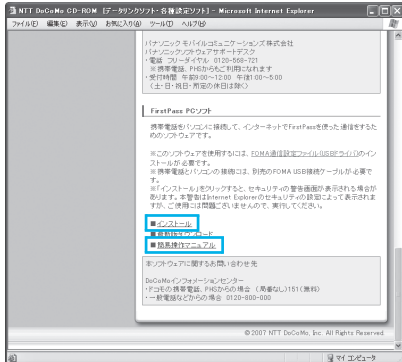 NTT DoCoMo CD-ROM [データリンクソフト・各種設定ソフト] - Microsoft Internet Explorer
ファイル(F) 編集(E) 表示(V) お気に入り(A) ツール(T) ヘルプ(H)
パナソニック モバイルコミュニケーションズ株式会社
パナソニックソフトウェアサポートデスク
・電話 フリーダイヤル 0120-568-721
※携帯電話、PHSからもご利用になれます
・受付時間 午前9:00~12:00 午後1:00~5:00
(土・日・祝日・所定の休日は除く)
FirstPass PCソフト
携帯電話をパソコンに接続して、インターネットでFirstPassを使った通信をするためのソフトウェアです。
※このソフトウェアを使用するには、FOMA通信設定ファイル(USBドライバ)のインストールが必要です。
※携帯電話とパソコンの接続には、別売のFOMA USB接続ケーブルが必要です。
※「インストール」をクリックすると、セキュリティの警告画面が表示される場合があります。本警告はInternet Explorerのセキュリティの設定によって表示されますが、ご使用には問題ございませんので、実行してください。
■インストール
■簡易操作マニュアル
本ソフトウェアに関するお問い合わせ先
DoCoMoインフォメーションセンター
・ドコモの携帯電話、PHSからの場合 (局番なし)151(無料)
・一般電話などからの場合 0120-800-000
© 2007 NTT DoCoMo, Inc. All Rights Reserved.
マイ コンピュータ